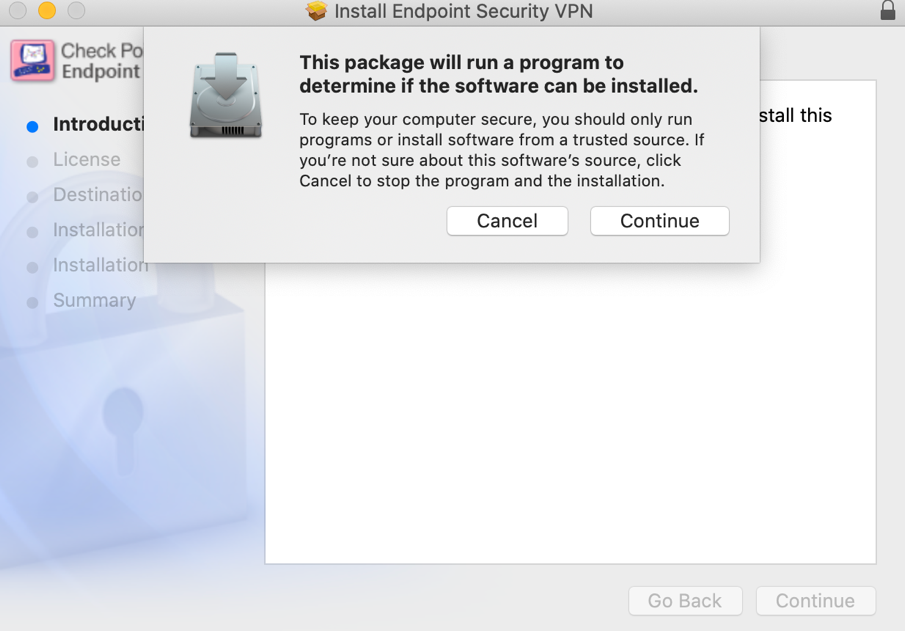 Install Endpoint Security VPN
Check Po
Endpoint
This package will run a program to
determine if the software can be installed.
To keep your computer secure, you should only run
programs or install software from a trusted source. If
you’re not sure about this software’s source, click
Cancel to stop the program and the installation.
Cancel
Continue
stall this
Introducti
License
Destinatio
Installation
Installation
Summary
Go Back
Continue